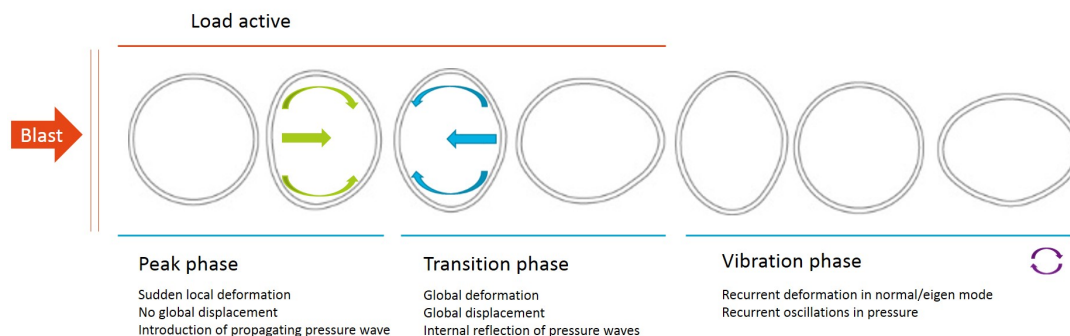 Load active
Blast
Peak phase
Sudden local deformation
No global displacement
Introduction of propagating pressure wave
Transition phase
Global deformation
Global displacement
Internal reflection of pressure waves
Vibration phase
Recurrent deformation in normal/eigen mode
Recurrent oscillations in pressure